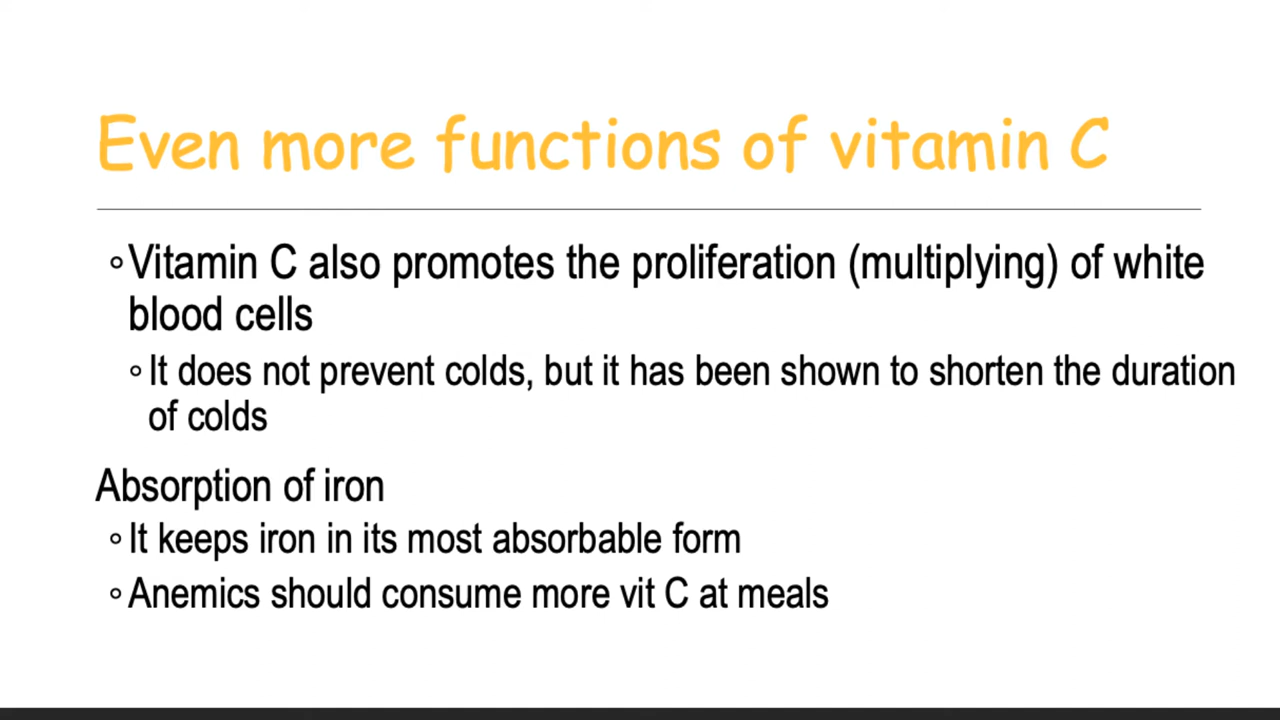 Even more functions of vitamin C
◦Vitamin C also promotes the proliferation (multiplying) of white
blood cells
◦It does not prevent colds, but it has been shown to shorten the duration
of colds
Absorption of iron
◦It keeps iron in its most absorbable form
◦Anemics should consume more vit C at meals